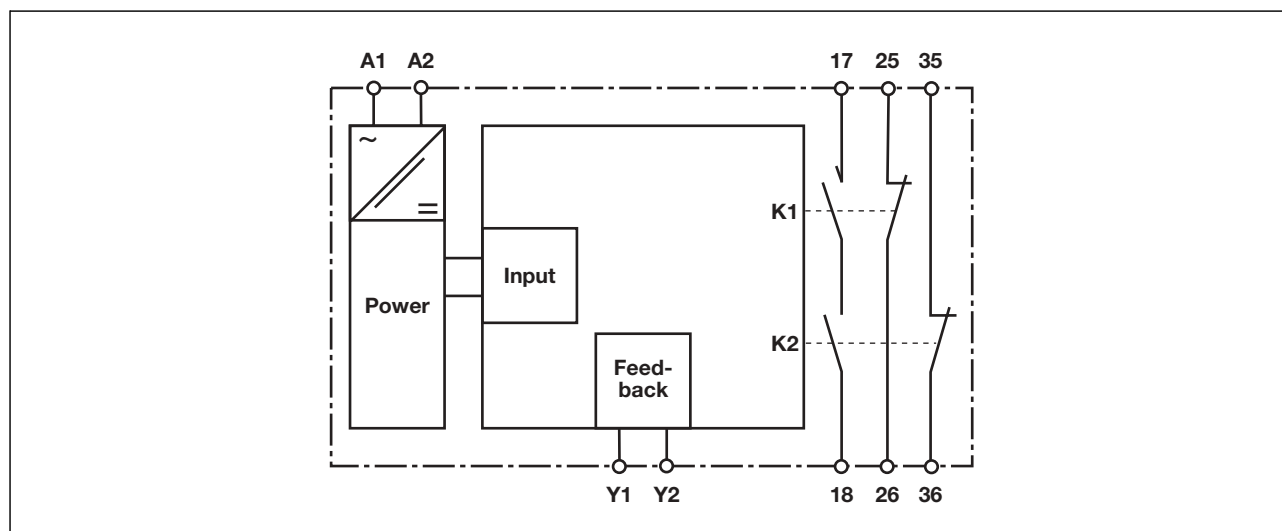 A1 A2 17 25 35
~
=
K1
Input
Power
K2
Feed-
back
Y1 Y2 18 26 36